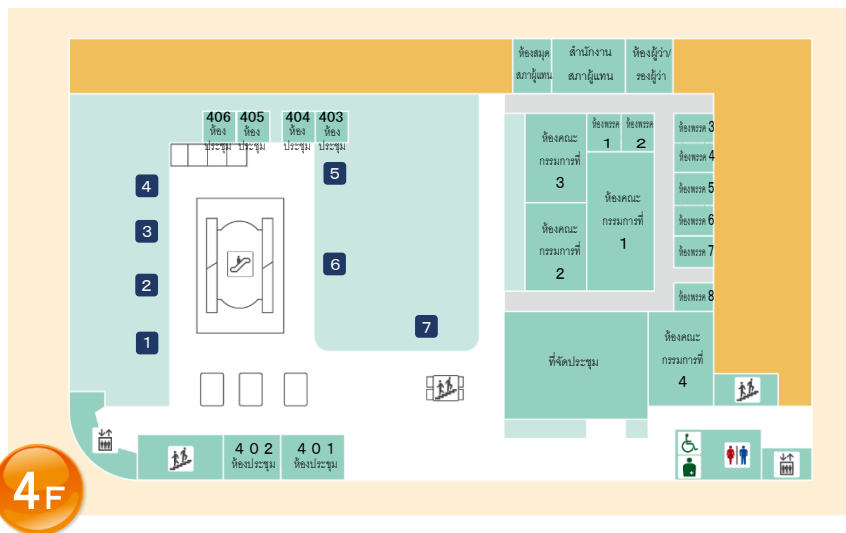 ห้องสมุด
สภาผู้แทน
สำนักงาน
สภาผู้แทน
ห้องผู้ว่า/
รองผู้ว่า
406
ห้อง
ประชุม
405
ห้อง
ประชุม
404
ห้อง
ประชุม
403
ห้อง
ประชุม
ห้องคณะ
กรรมการที่
3
ห้องพรรค
1
ห้องพรรค
2
ห้องพรรค 3
ห้องพรรค 4
ห้องพรรค 5
ห้องพรรค 6
ห้องพรรค 7
ห้องพรรค 8
ห้องคณะ
กรรมการที่
1
ห้องคณะ
กรรมการที่
2
4
3
2
1
5
6
7
ที่จัดประชุม
ห้องคณะ
กรรมการที่
4
402
ห้องประชุม
401
ห้องประชุม
4F